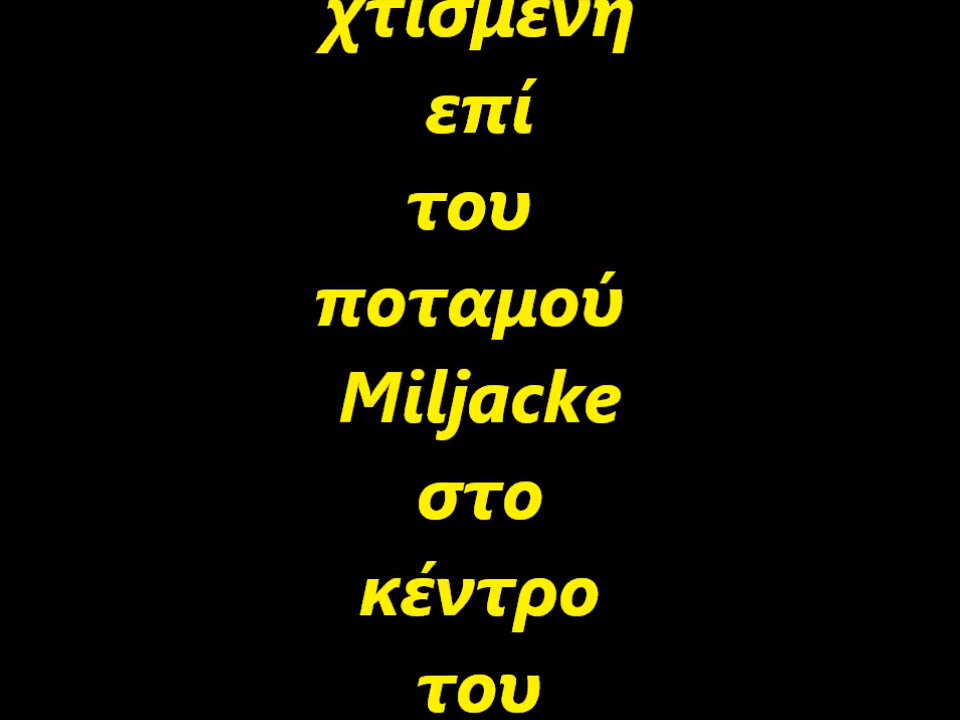 χτισμένη
επί
του
ποταμού
Miljacke
στο
κέντρο
του